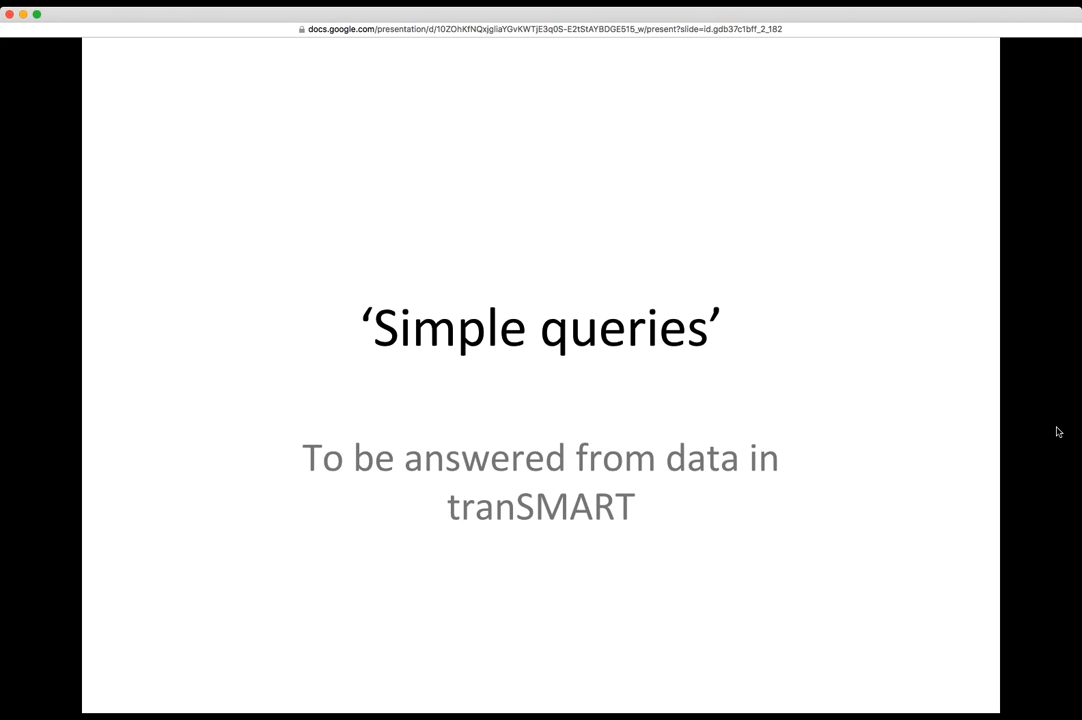 docs.google.com/presentation/d/10ZOhKfNQxjgliaYGvKWTjE3q0S-E2tStAYBDGE515_w/present?slide=id.gdb37c1bff_2_182
‘Simple queries’
To be answered from data in
tranSMART